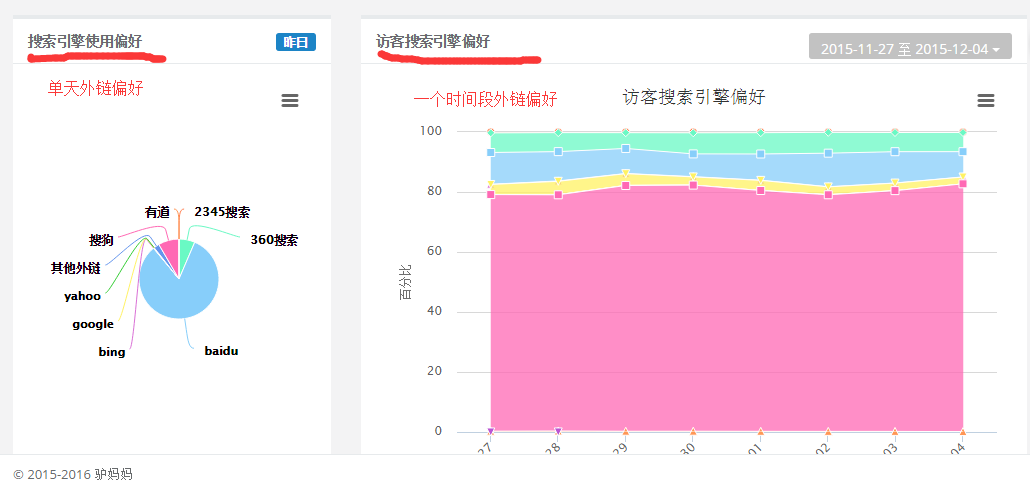 搜索引擎使用偏好
昨日
单天外链偏好
有道
2345搜索
搜狗
360搜索
其他外链
yahoo
google
bing
baidu
访客搜索引擎偏好
2015-11-27 至 2015-12-04
一个时间段外链偏好
访客搜索引擎偏好
100
80
60
40
20
0
百分比
27
28
29
30
01
02
03
04
© 2015-2016 驴妈妈